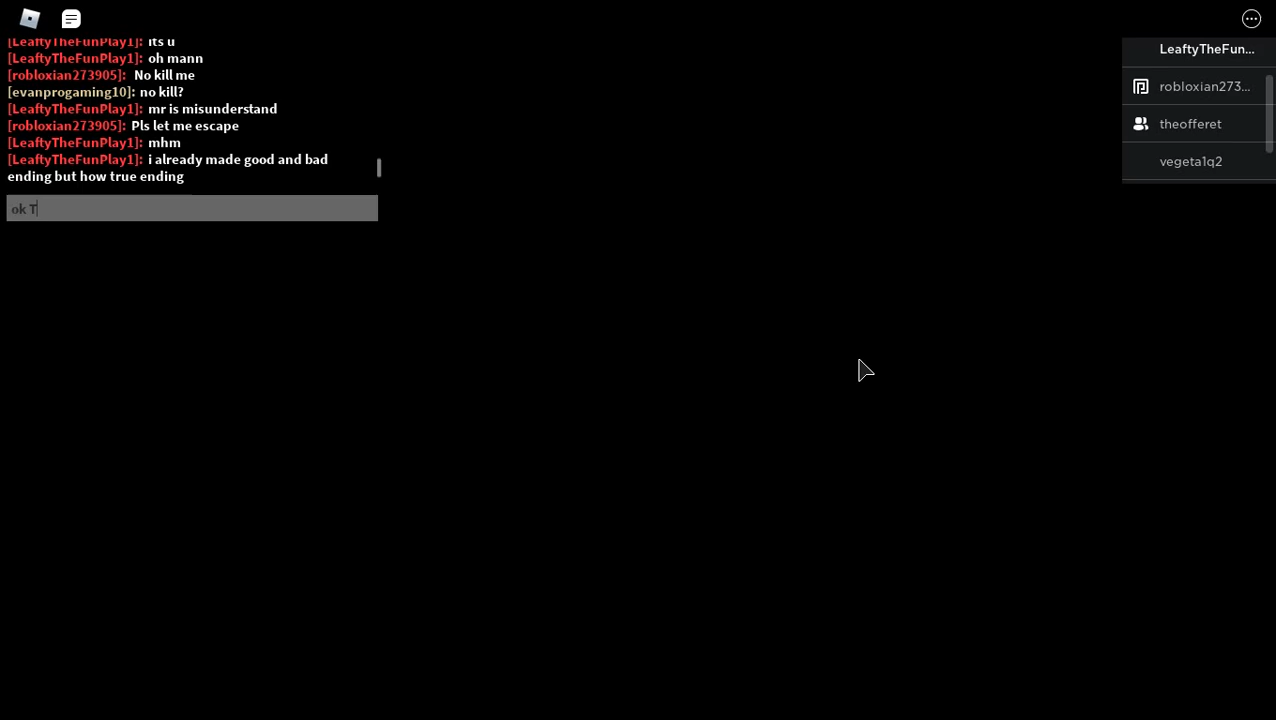 [LeaftyTheFunPlay1]: its u
[LeaftyTheFunPlay1]: oh mann
[robloxian273905]: No kill me
[evanprogaming10]: no kill?
[LeaftyTheFunPlay1]: mr is misunderstand
[robloxian273905]: Pls let me escape
[LeaftyTheFunPlay1]: mhm
[LeaftyTheFunPlay1]: i already made good and bad
ending but how true ending
ok T
LeaftyTheFun...
robloxian273...
theofferet
vegeta1q2